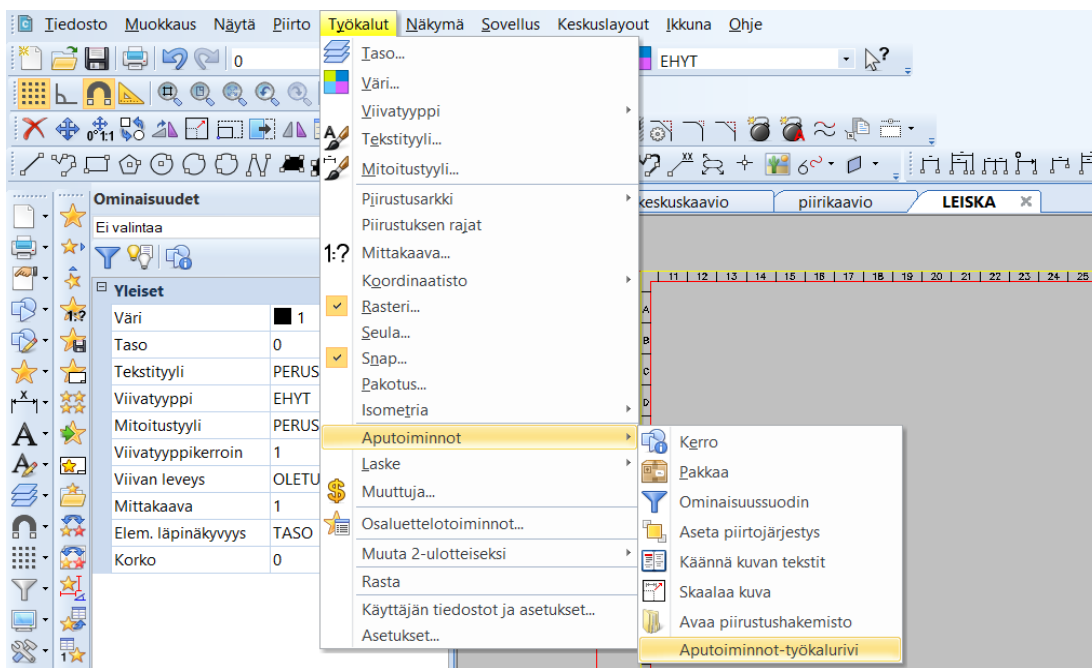 Tiedosto Muokkaus Näytä Piirto Työkalut Näkymä Sovellus Keskuslayout Ikkuna Ohje
0
EHYT
Taso...
Väri...
Viivatyyppi
Tekstityyli...
Mitoitustyyli...
Piirustusarkki
Piirustuksen rajat
1:? Mittakaava...
Koordinaatisto
Rasteri...
Seula...
Snap...
Pakotus...
Isometria
Aputoiminnot
Laske
Muuttuja...
Osaluettelotoiminnot...
Muuta 2-ulotteiseksi
Rasta
Käyttäjän tiedostot ja asetukset...
Asetukset...
Kerro
Pakkaa
Ominaisuussuodin
Aseta piirtojärjestys
Käännä kuvan tekstit
Skaalaa kuva
Avaa piirustushakemisto
Aputoiminnot-työkalurivi
Ominaisuudet
Ei valintaa
Yleiset
Väri 1
Taso 0
Tekstityyli PERUS
Viivatyyppi EHYT
Mitoitustyyli PERUS
Viivatyyppikerroin 1
Viivan leveys OLETU
Mittakaava 1
Elem. läpinäkyvyys TASO
Korko 0
keskuskaavio piirikaavio LEISKA
11 12 13 14 15 16 17 18 19 20 21 22 23 24 25
A
B
C
D